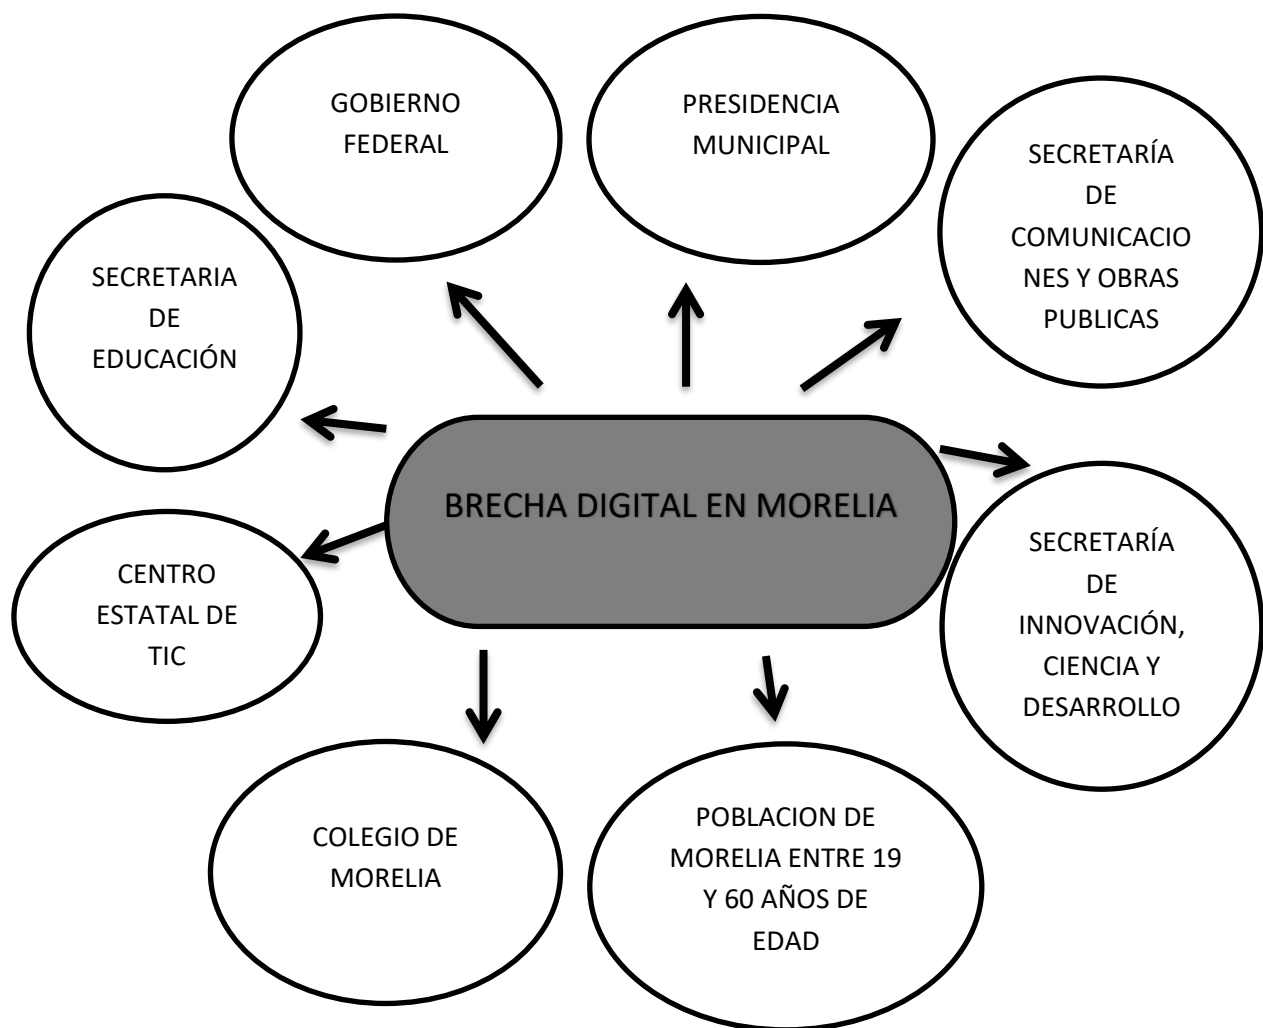 GOBIERNO
FEDERAL
PRESIDENCIA
MUNICIPAL
SECRETARÍA
DE
COMUNICACIO
NES Y OBRAS
PUBLICAS
SECRETARIA
DE
EDUCACIÓN
BRECHA DIGITAL EN MORELIA
CENTRO
ESTATAL DE
TIC
SECRETARÍA
DE
INNOVACIÓN,
CIENCIA Y
DESARROLLO
COLEGIO DE
MORELIA
POBLACION DE
MORELIA ENTRE 19
Y 60 AÑOS DE
EDAD